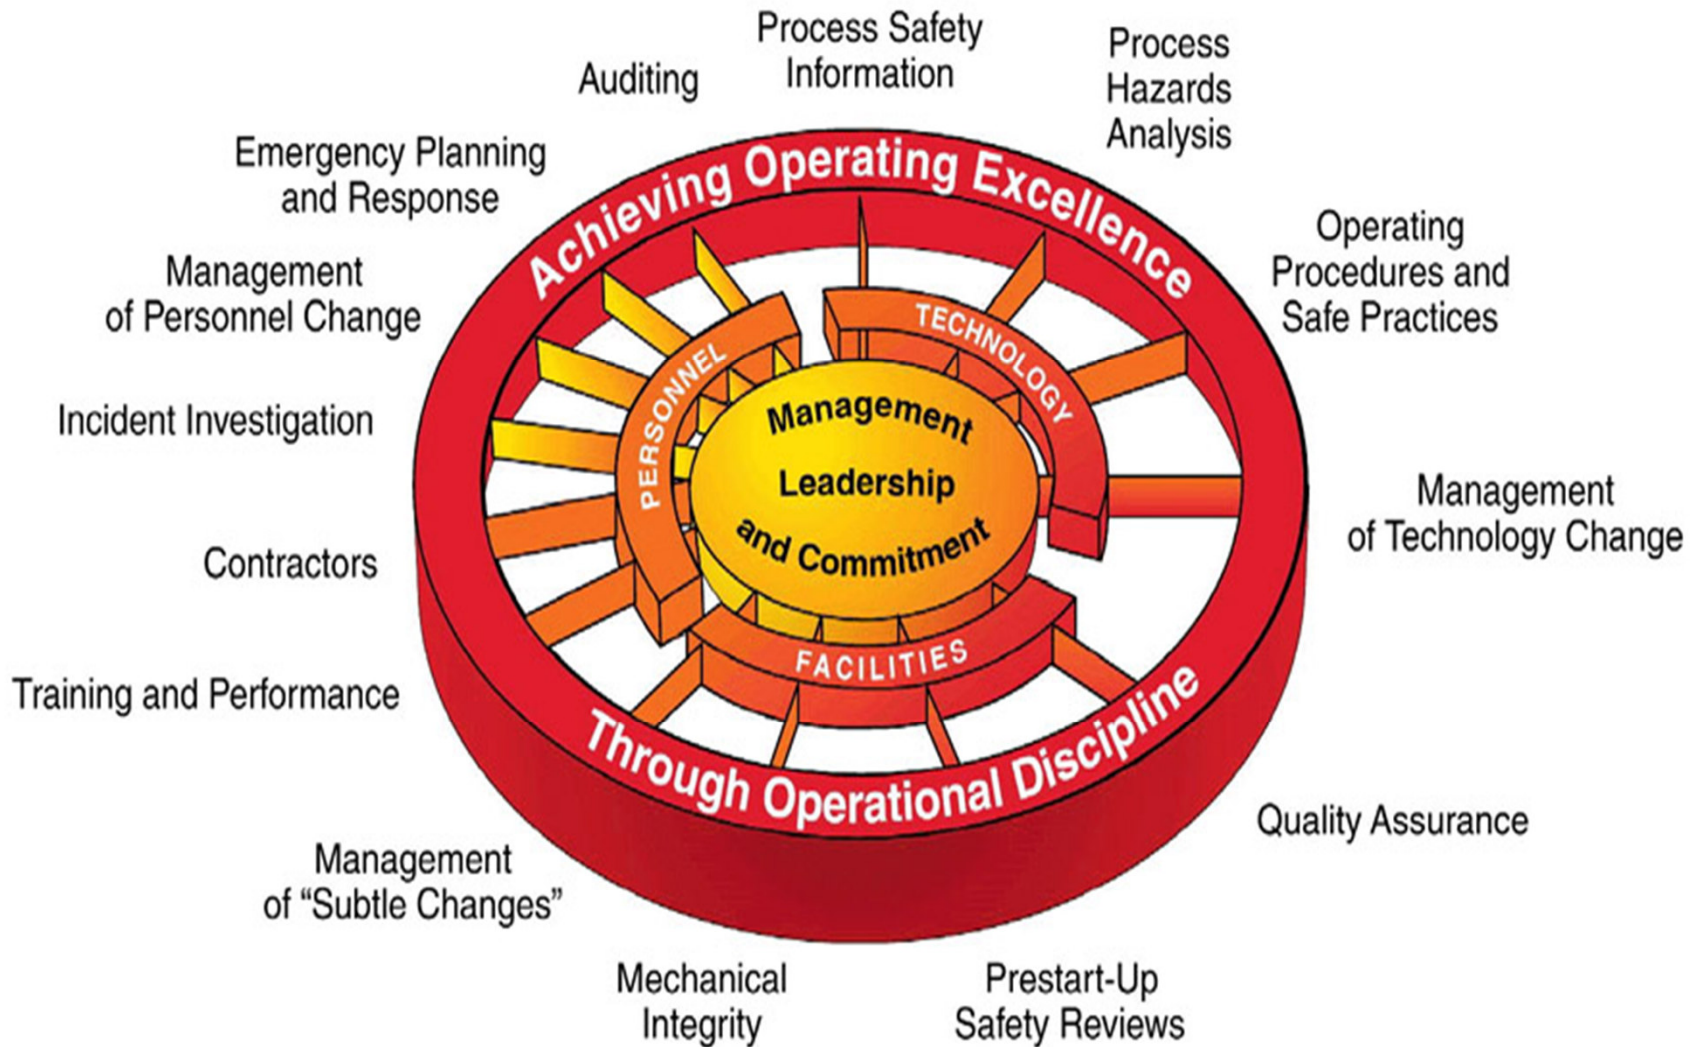 Process Safety
Information
Process
Hazards
Analysis
Auditing
Emergency Planning
and Response
Operating
Procedures and
Safe Practices
Management
of Personnel Change
Incident Investigation
Management
of Technology Change
Contractors
Training and Performance
Quality Assurance
Management
of “Subtle Changes”
Mechanical
Integrity
Prestart-Up
Safety Reviews
Achieving Operating Excellence
Through Operational Discipline
PERSONNEL
TECHNOLOGY
FACILITIES
Management
Leadership
and Commitment